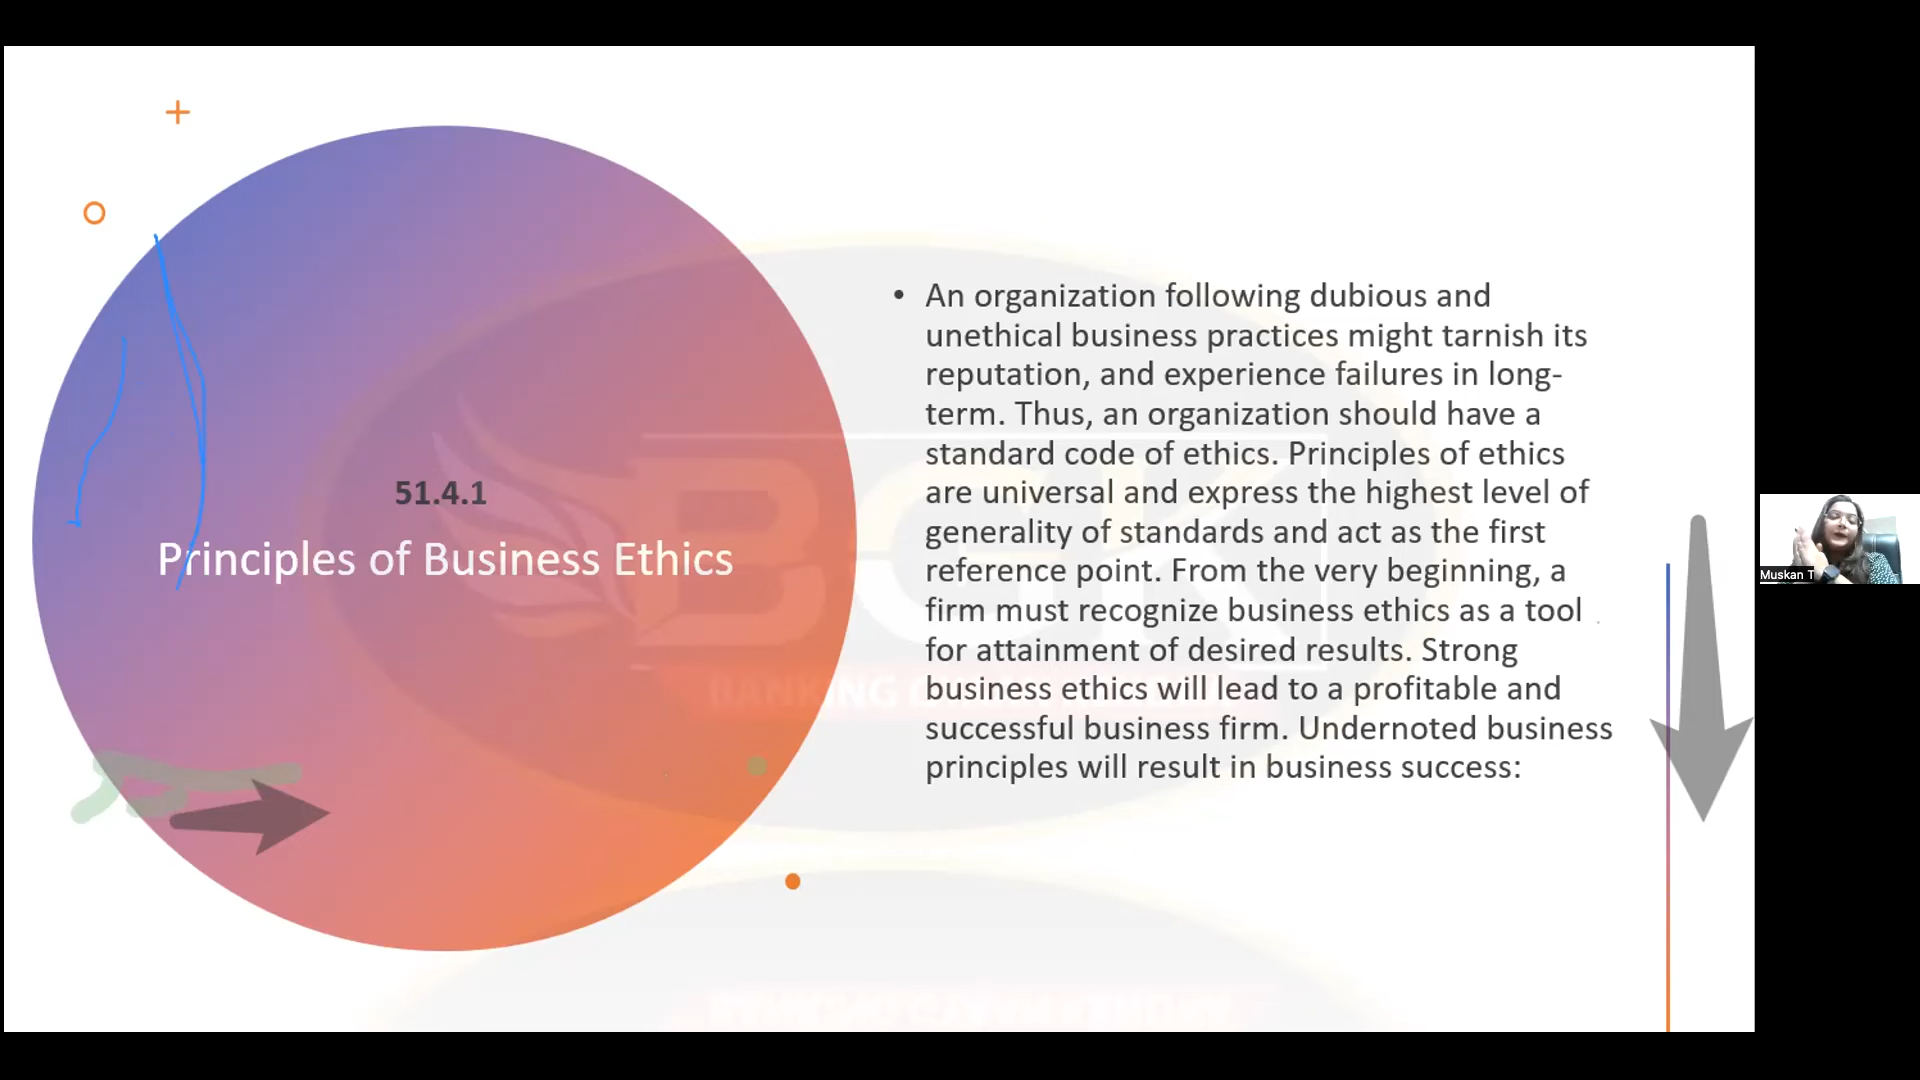 51.4.1
Principles of Business Ethics
• An organization following dubious and
unethical business practices might tarnish its
reputation, and experience failures in long-
term. Thus, an organization should have a
standard code of ethics. Principles of ethics
are universal and express the highest level of
generality of standards and act as the first
reference point. From the very beginning, a
firm must recognize business ethics as a tool
for attainment of desired results. Strong
business ethics will lead to a profitable and
successful business firm. Undernoted business
principles will result in business success:
BGK
BANKING
Muskan T